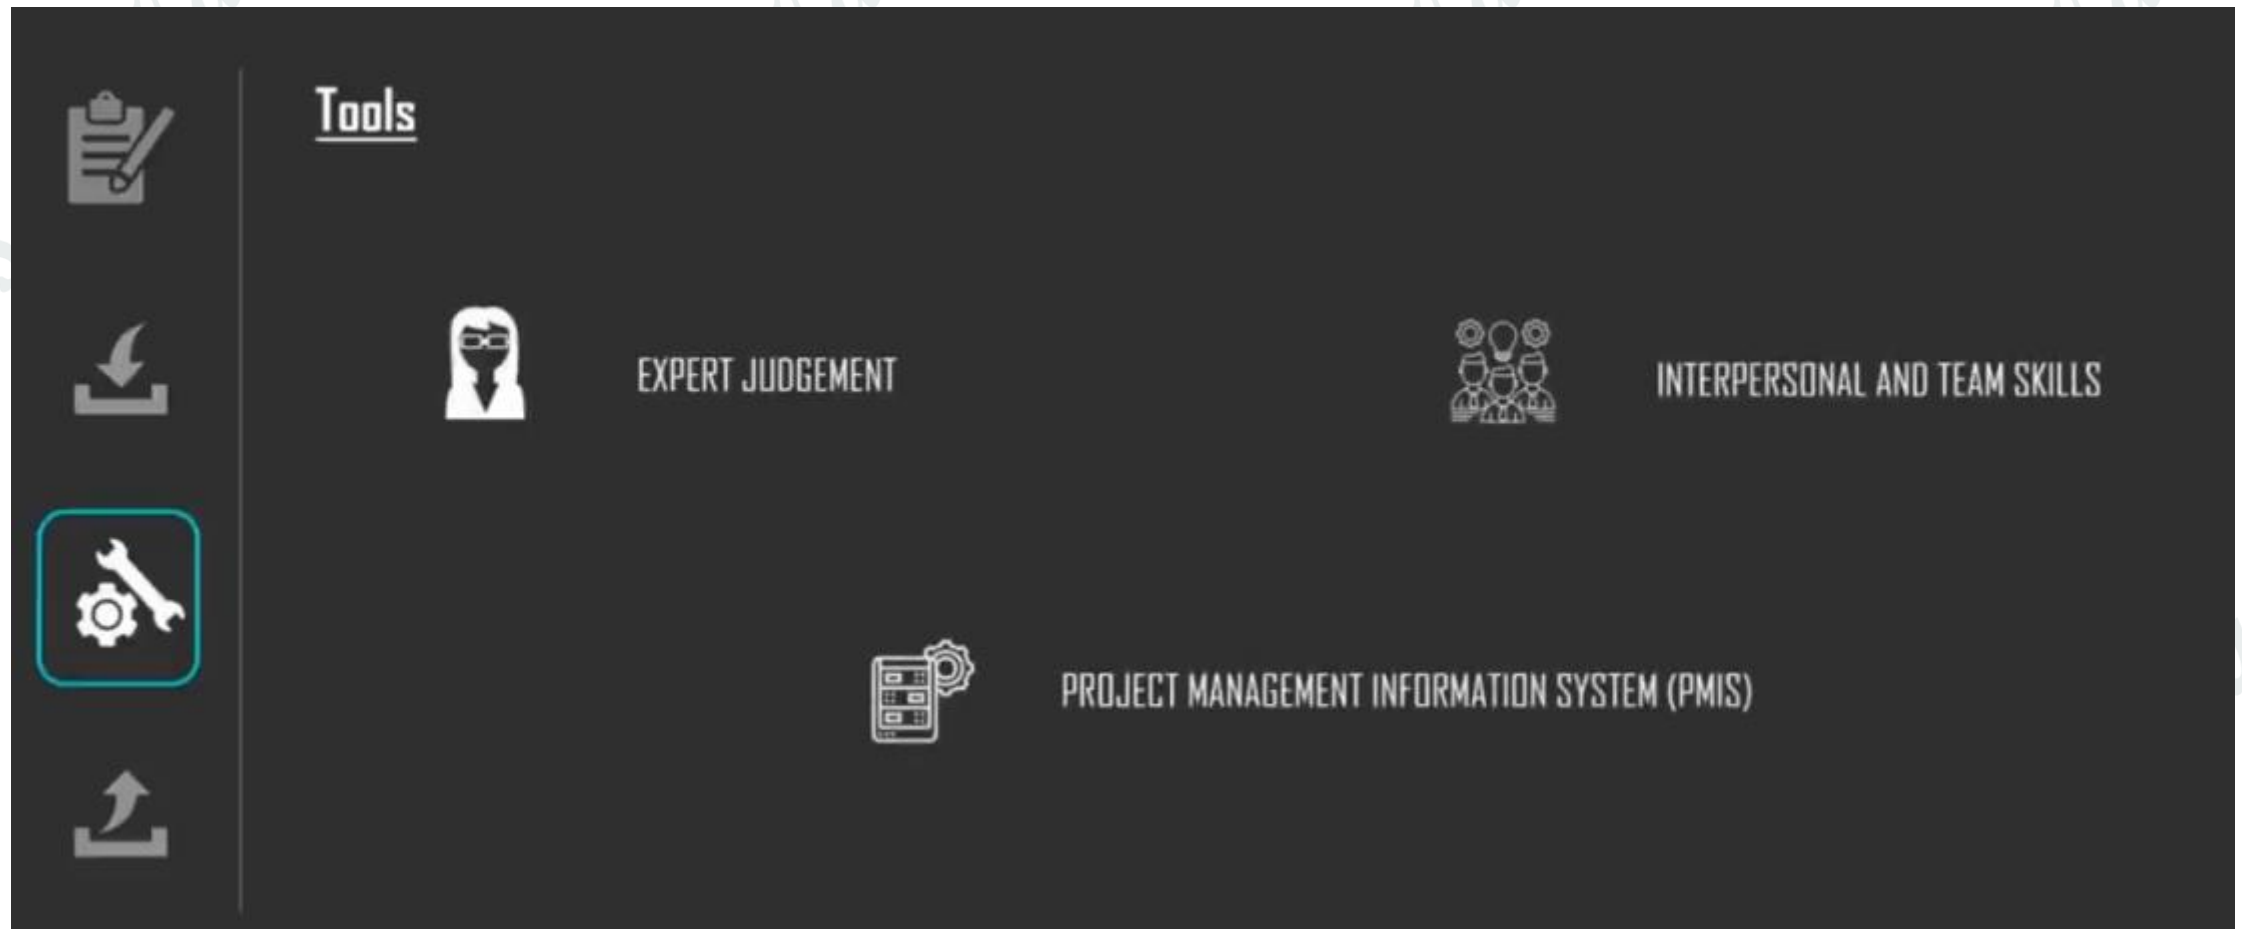 Tools
EXPERT JUDGEMENT
INTERPERSONAL AND TEAM SKILLS
PROJECT MANAGEMENT INFORMATION SYSTEM (PMIS)